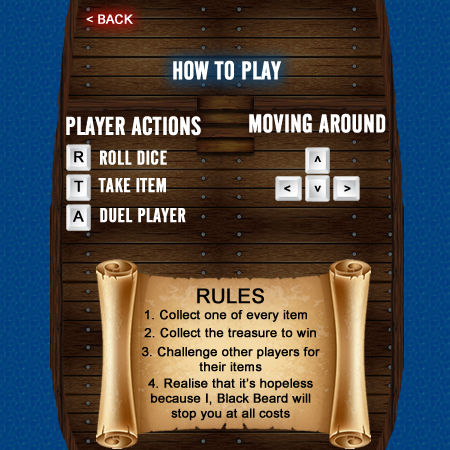 < BACK
HOW TO PLAY
PLAYER ACTIONS
R ROLL DICE
T TAKE ITEM
A DUEL PLAYER
MOVING AROUND
^
< v >
RULES
1. Collect one of every item
2. Collect the treasure to win
3. Challenge other players for
their items
4. Realise that it's hopeless
because I, Black Beard will
stop you at all costs